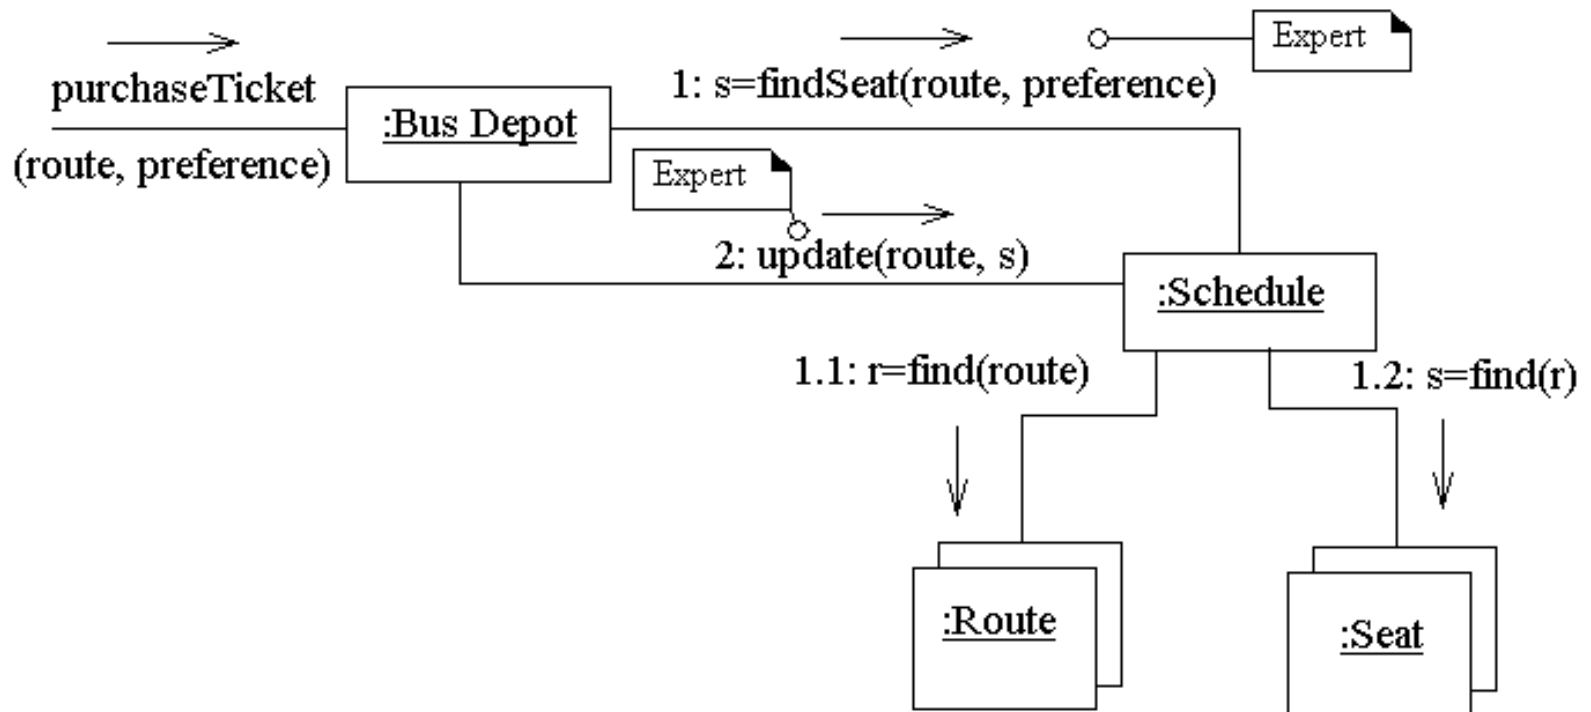 purchaseTicket
(route, preference)
:Bus Depot
1: s=findSeat(route, preference)
Expert
Expert
2: update(route, s)
:Schedule
1.1: r=find(route)
1.2: s=find(r)
:Route
:Seat